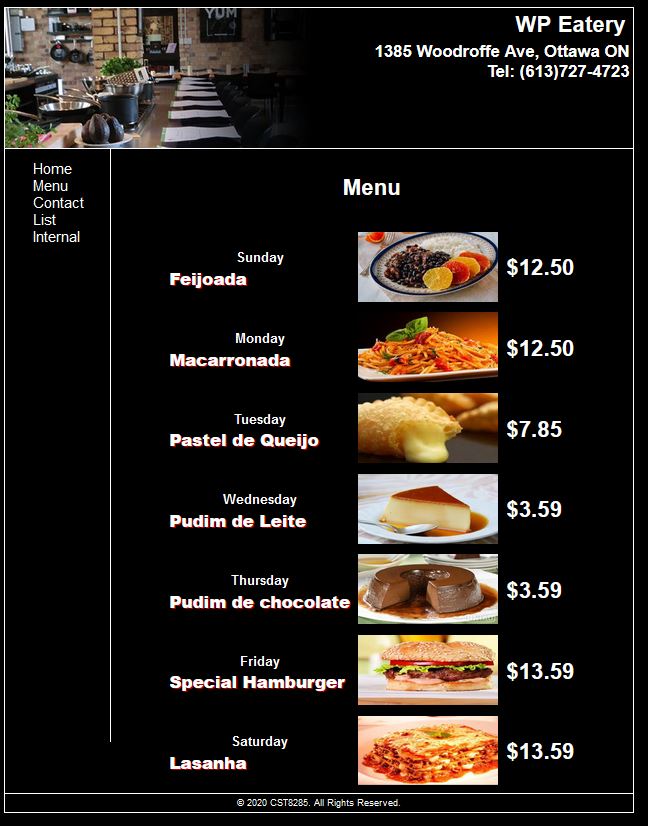 YUM
WP Eatery
1385 Woodroffe Ave, Ottawa ON
Tel: (613)727-4723
Home
Menu
Contact
List
Internal
Menu
Sunday
Feijoada
$12.50
Monday
Macarronada
$12.50
Tuesday
Pastel de Queijo
$7.85
Wednesday
Pudim de Leite
$3.59
Thursday
Pudim de chocolate
$3.59
Friday
Special Hamburger
$13.59
Saturday
Lasanha
$13.59
© 2020 CST8285. All Rights Reserved.